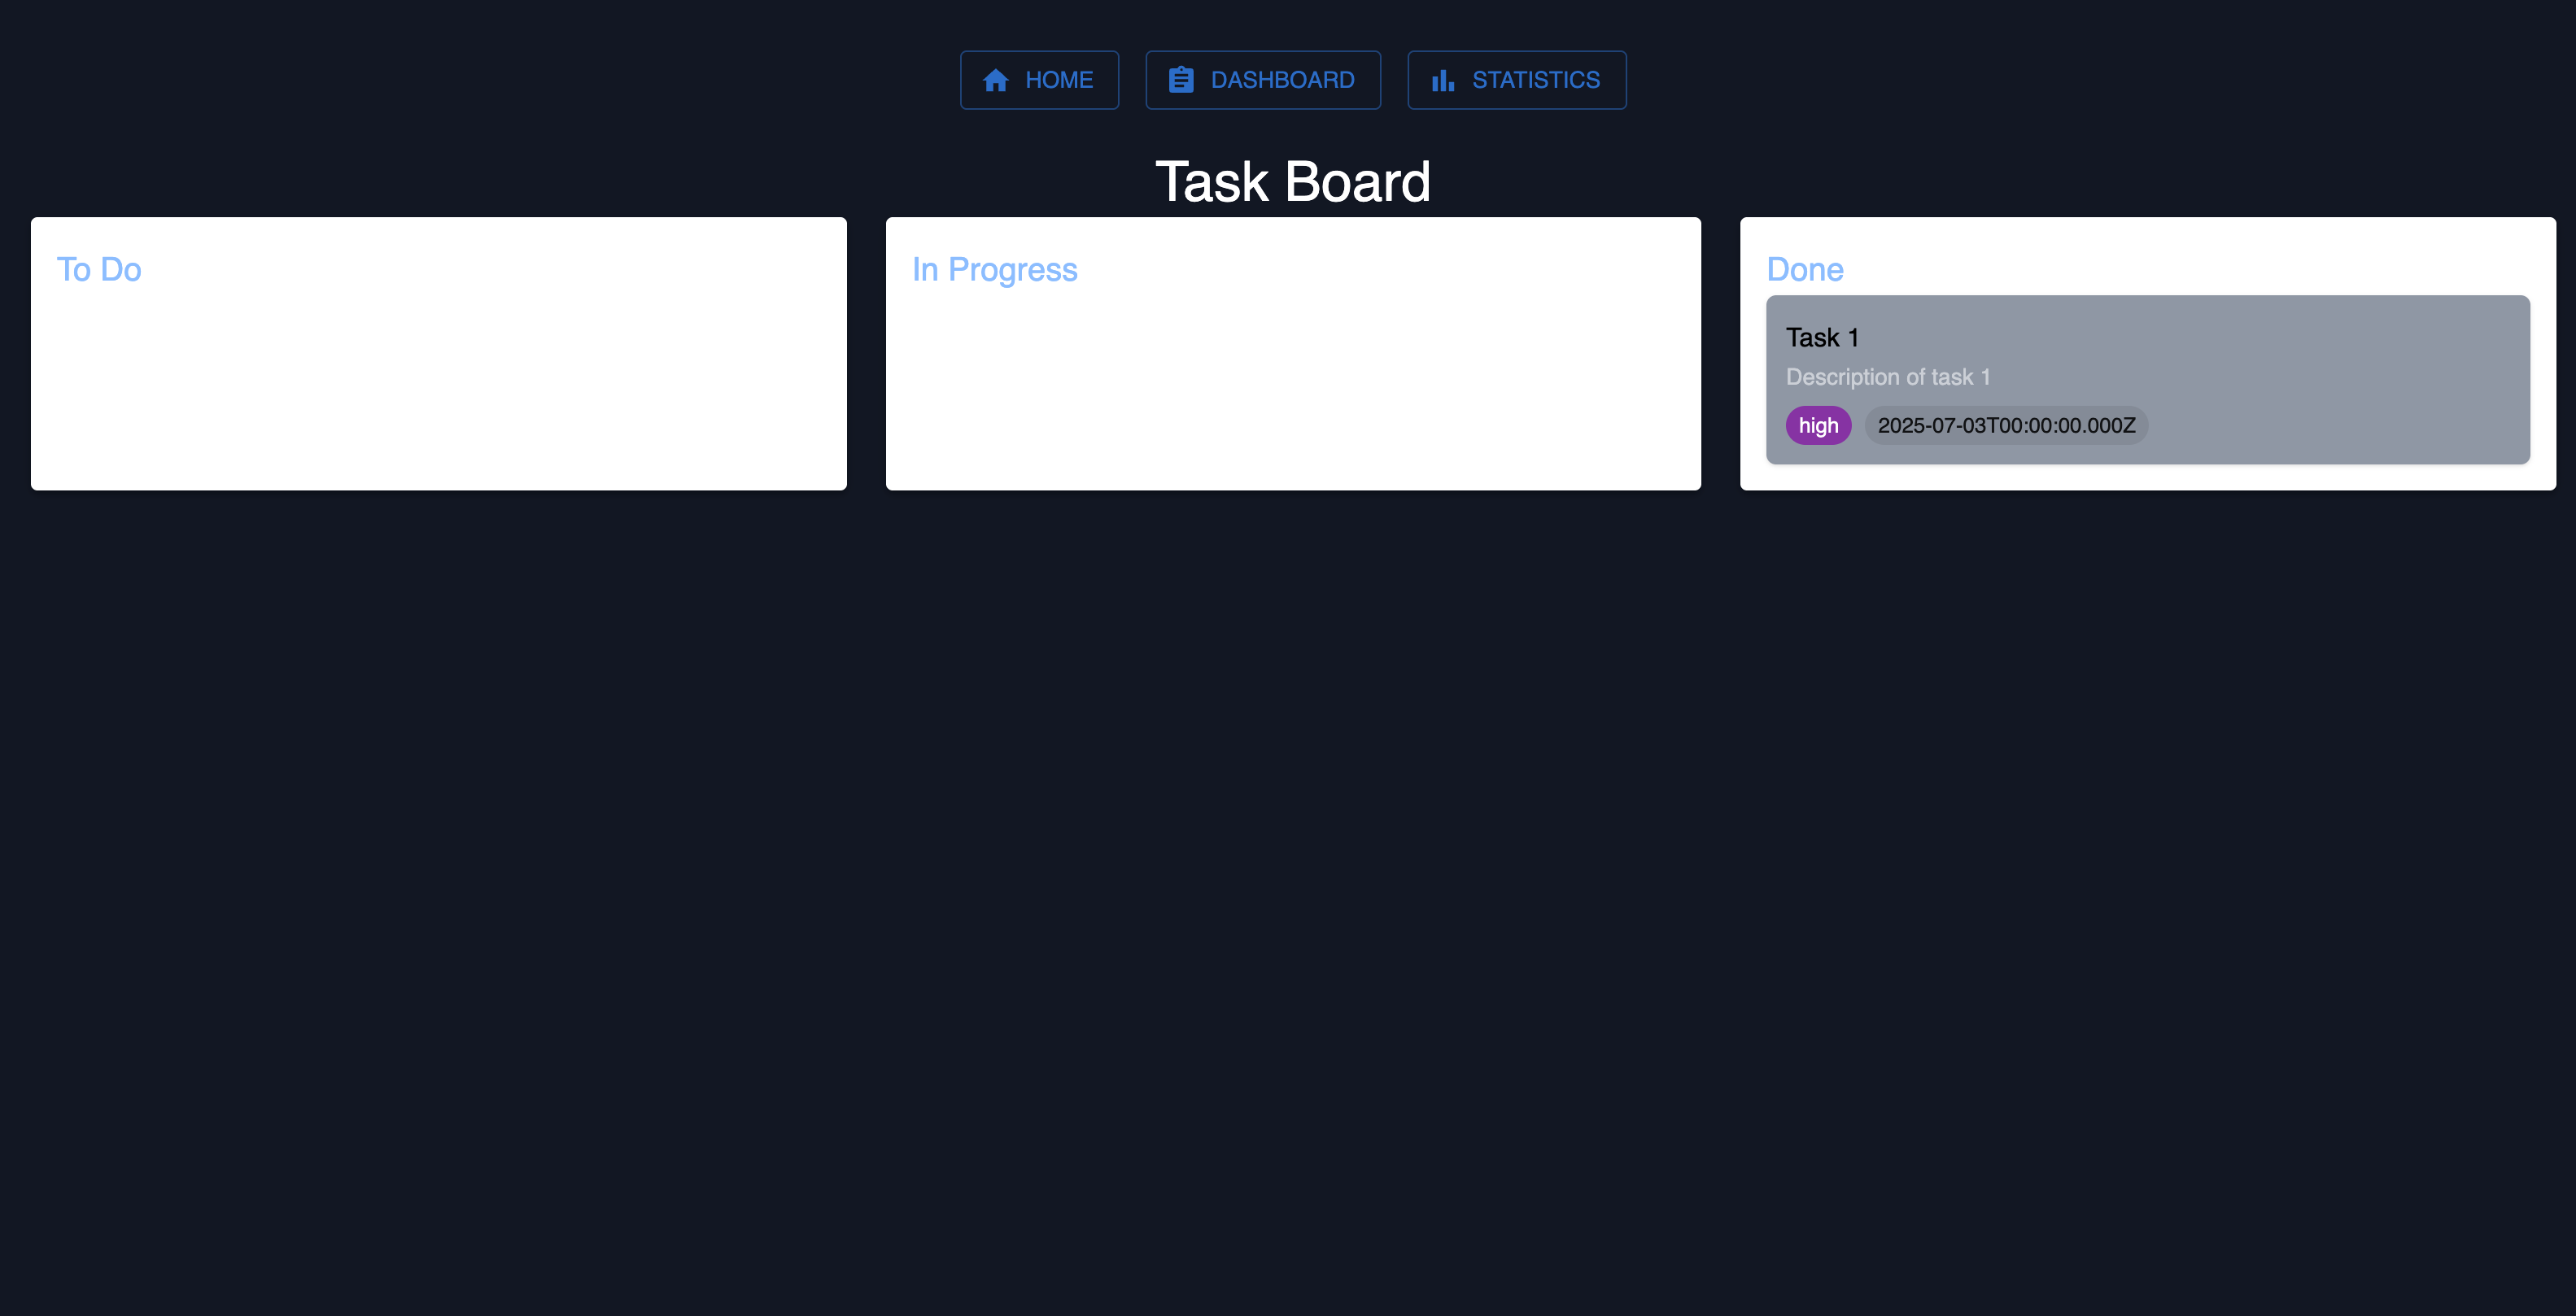 HOME DASHBOARD STATISTICS
Task Board
To Do
In Progress
Done
Task 1
Description of task 1
high 2025-07-03T00:00:00.000Z